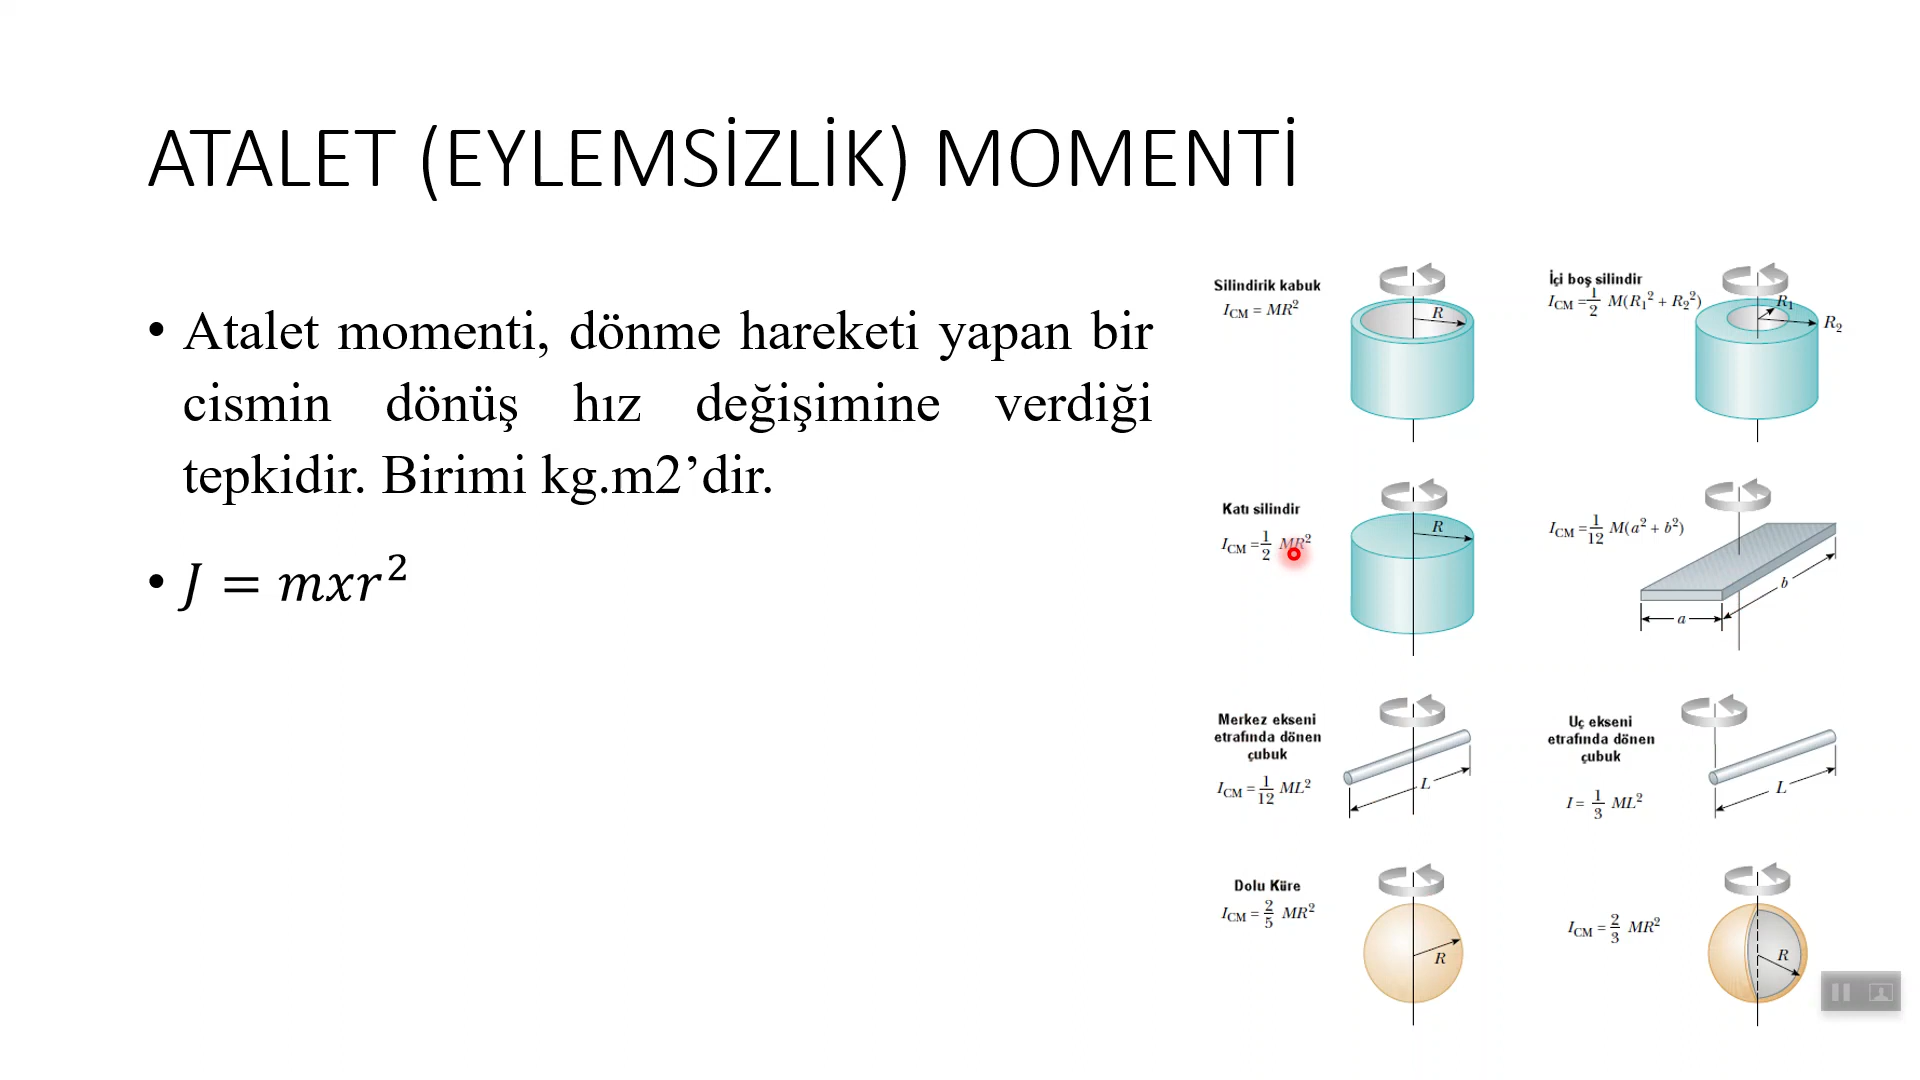 ATALET (EYLEMSİZLİK) MOMENTİ
• Atalet momenti, dönme hareketi yapan bir
cismin dönüş hız değişimine verdiği
tepkidir. Birimi kg.m2’dir.
• J = mxr²
Silindirik kabuk
I_CM = MR²
R
İçi boş silindir
I_CM = 1/2 M(R₁² + R₂²)
R₁
R₂
Katı silindir
I_CM = 1/2 MR²
R
I_CM = 1/12 M(a² + b²)
b
a
Merkez ekseni
etrafında dönen
çubuk
I_CM = 1/12 ML²
L
Uç ekseni
etrafında dönen
çubuk
I = 1/3 ML²
L
Dolu Küre
I_CM = 2/5 MR²
R
I_CM = 2/3 MR²
R